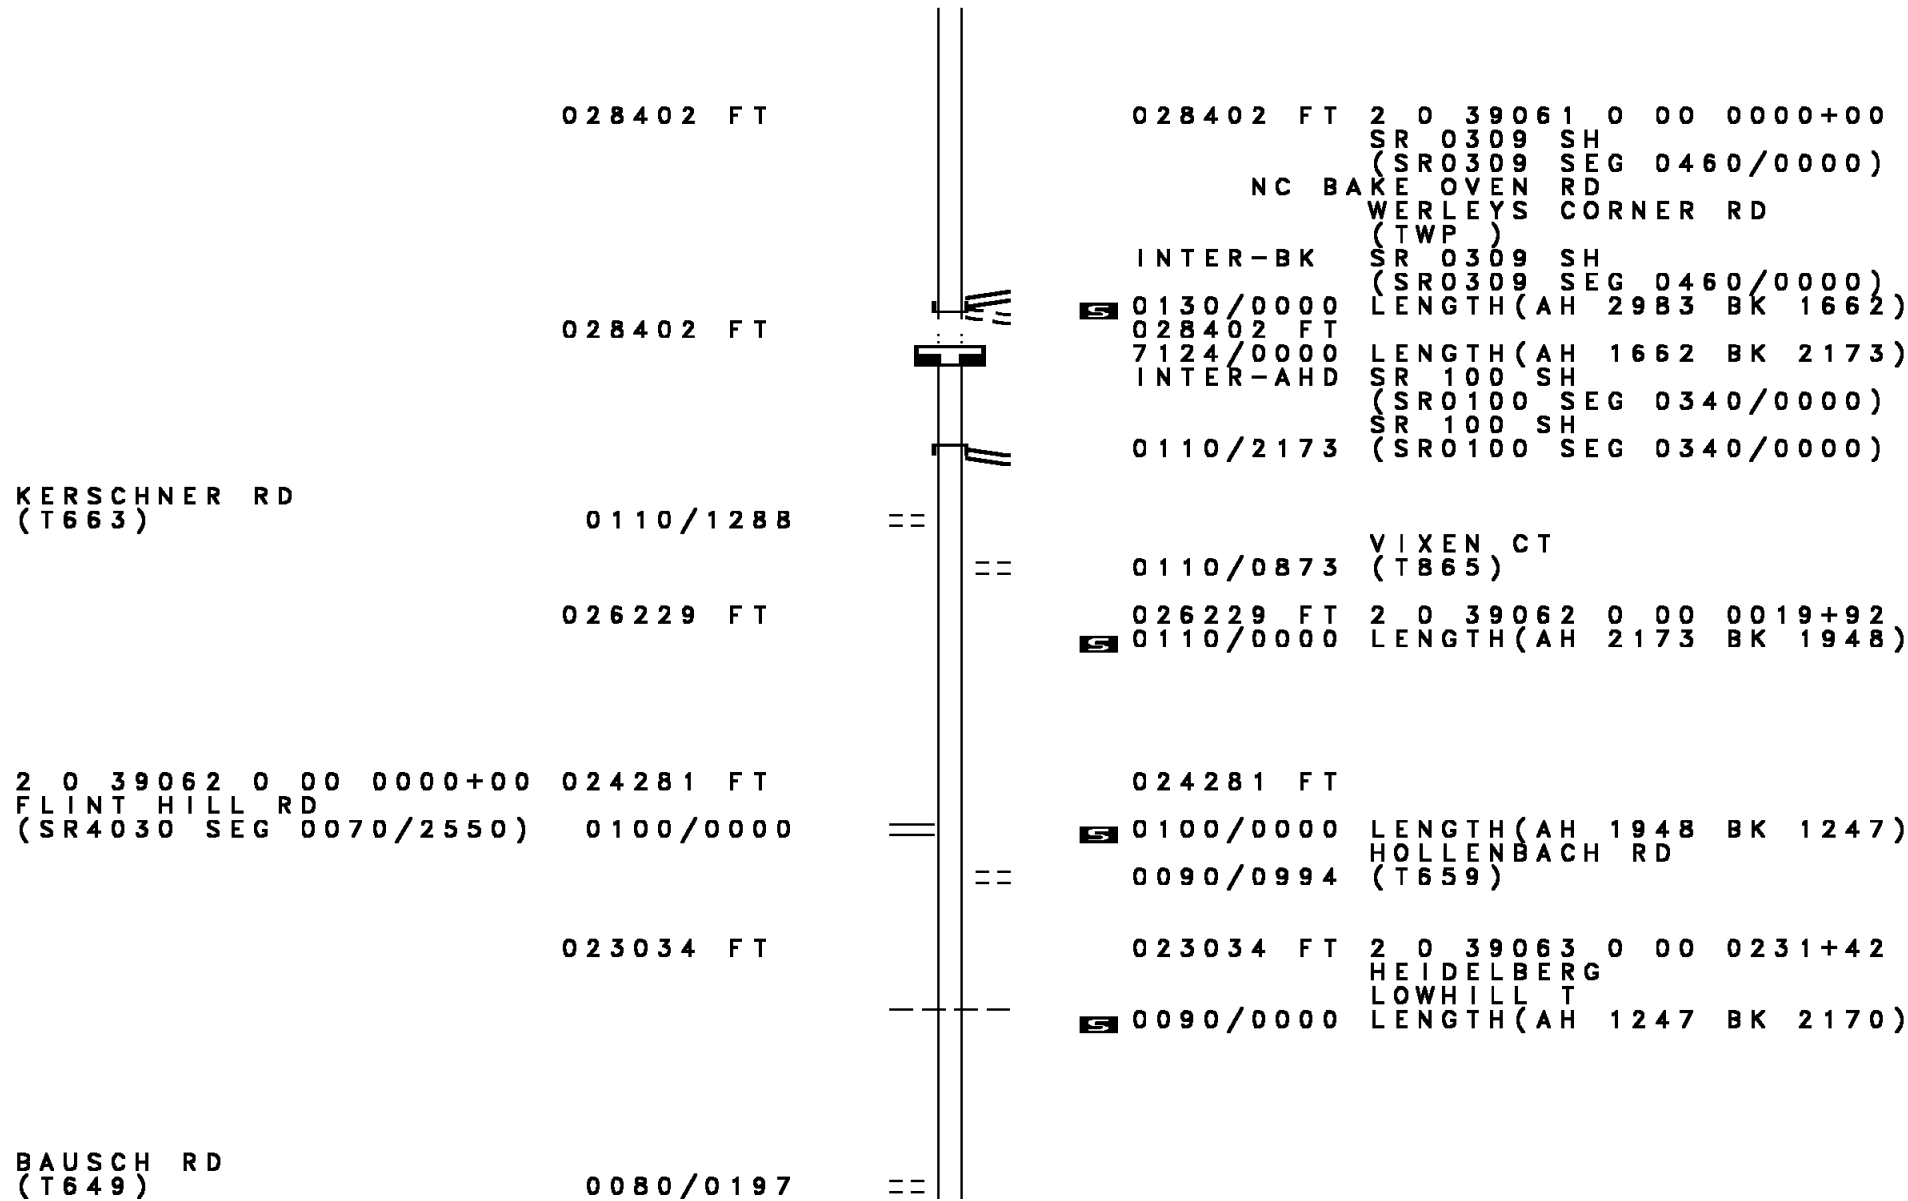 028402 FT 028402 FT 2 0 39061 0 00 0000+00
SR 0309 SH
(SR0309 SEG 0460/0000)
NC BAKE OVEN RD
WERLEYS CORNER RD
(TWP )
INTER-BK SR 0309 SH
(SR0309 SEG 0460/0000)
S 0130/0000 LENGTH(AH 2983 BK 1662)
028402 FT 028402 FT
7124/0000 LENGTH(AH 1662 BK 2173)
INTER-AHD SR 100 SH
(SR0100 SEG 0340/0000)
SR 100 SH
0110/2173 (SR0100 SEG 0340/0000)
KERSCHNER RD
(T663) 0110/1288
VIXEN CT
0110/0873 (T865)
026229 FT 026229 FT 2 0 39062 0 00 0019+92
S 0110/0000 LENGTH(AH 2173 BK 1948)
2 0 39062 0 00 0000+00 024281 FT 024281 FT
FLINT HILL RD
(SR4030 SEG 0070/2550) 0100/0000 S 0100/0000 LENGTH(AH 1948 BK 1247)
HOLLENBACH RD
0090/0994 (T659)
023034 FT 023034 FT 2 0 39063 0 00 0231+42
HEIDELBERG
LOWHILL T
S 0090/0000 LENGTH(AH 1247 BK 2170)
BAUSCH RD
(T649) 0080/0197